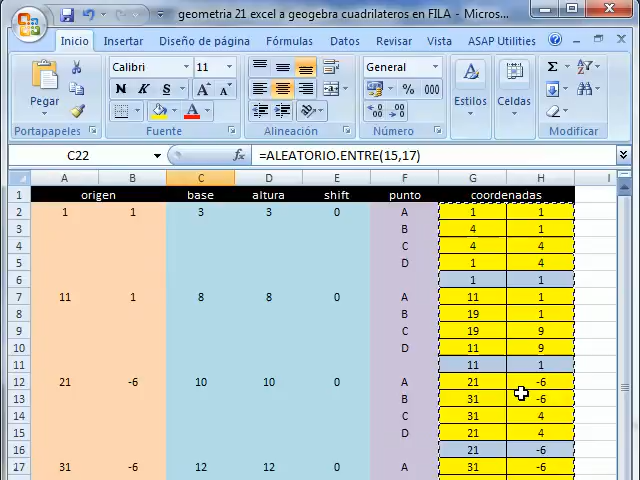 geometria 21 excel a geogebra cuadrilateros en FILA - Micros...
Inicio Insertar Diseño de página Fórmulas Datos Revisar Vista ASAP Utilities
Pegar Calibri 11 General Estilos Celdas
N K S % 000
Portapapeles Fuente Alineación Número Modificar
C22 fx =ALEATORIO.ENTRE(15,17)
A B C D E F G H I
1 origen base altura shift punto coordenadas
2 1 1 3 3 0 A 1 1
3 B 4 1
4 C 4 4
5 D 1 4
6 1 1
7 11 1 8 8 0 A 11 1
8 B 19 1
9 C 19 9
10 D 11 9
11 11 1
12 21 -6 10 10 0 A 21 -6
13 B 31 -6
14 C 31 4
15 D 21 4
16 21 -6
17 31 -6 12 12 0 A 31 -6